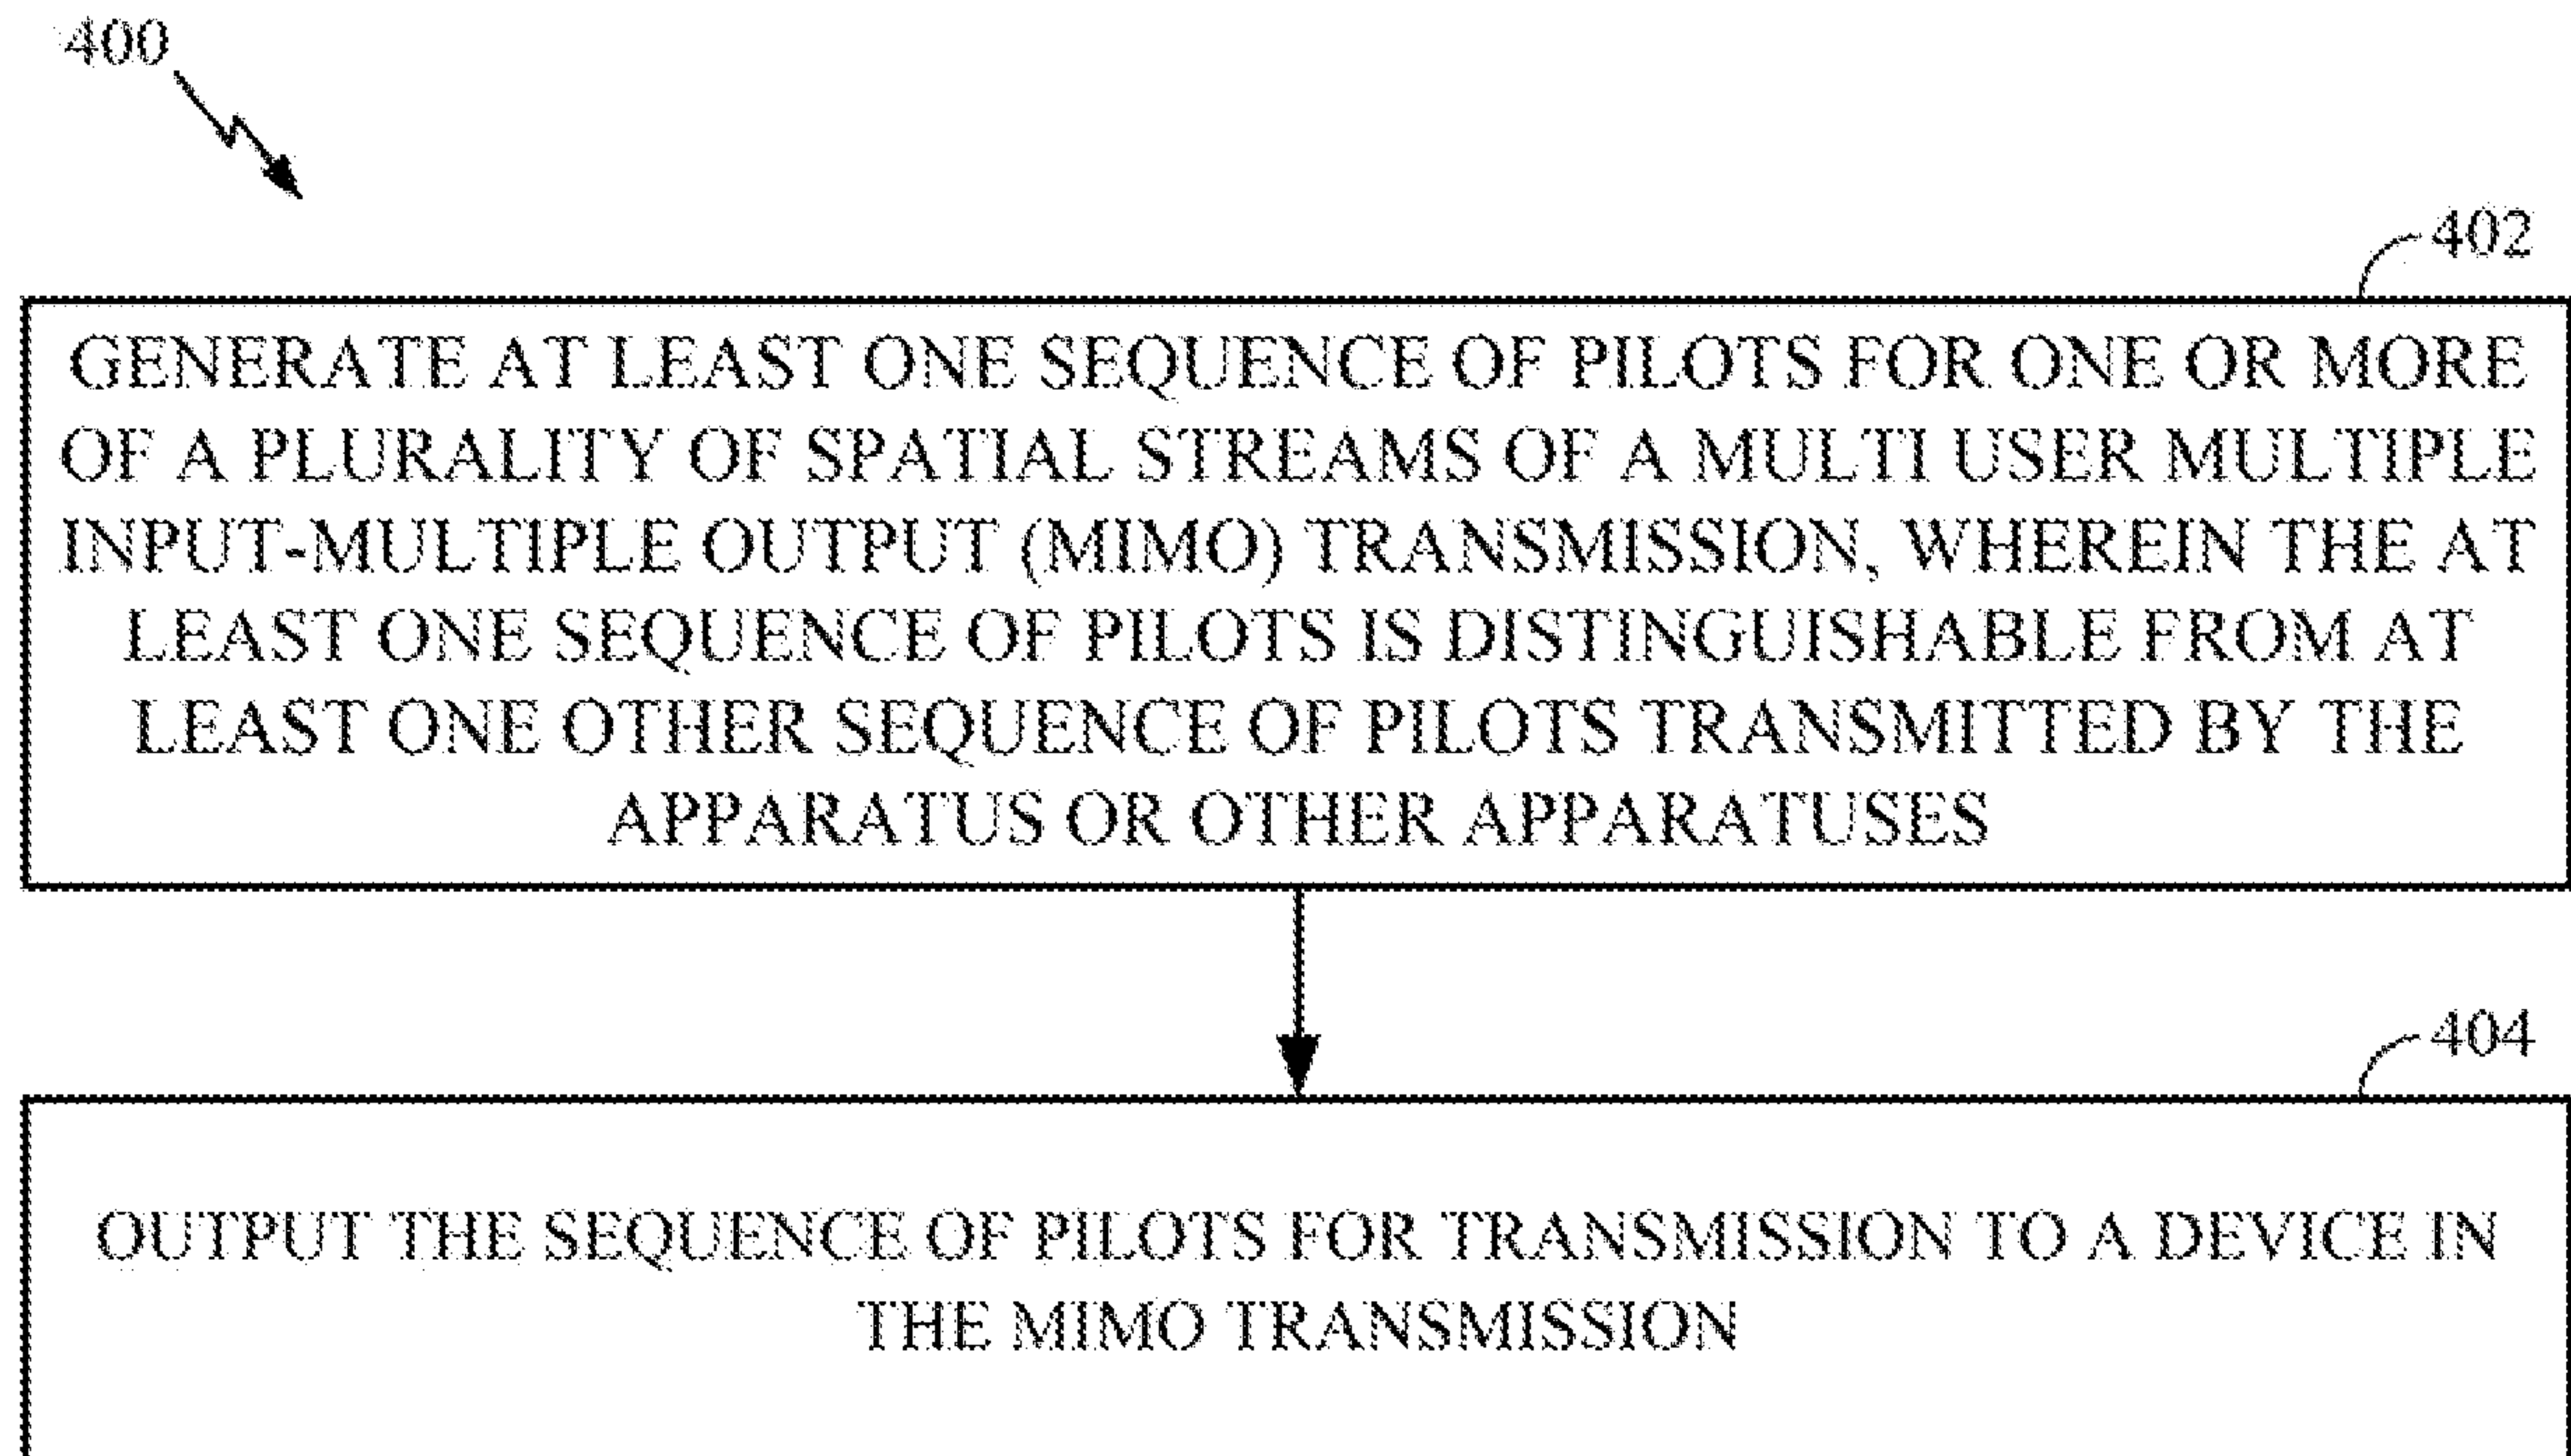 400
402
GENERATE AT LEAST ONE SEQUENCE OF PILOTS FOR ONE OR MORE
OF A PLURALITY OF SPATIAL STREAMS OF A MULTI USER MULTIPLE
INPUT-MULTIPLE OUTPUT (MIMO) TRANSMISSION, WHEREIN THE AT
LEAST ONE SEQUENCE OF PILOTS IS DISTINGUISHABLE FROM AT
LEAST ONE OTHER SEQUENCE OF PILOTS TRANSMITTED BY THE
APPARATUS OR OTHER APPARATUSES
404
OUTPUT THE SEQUENCE OF PILOTS FOR TRANSMISSION TO A DEVICE IN
THE MIMO TRANSMISSION